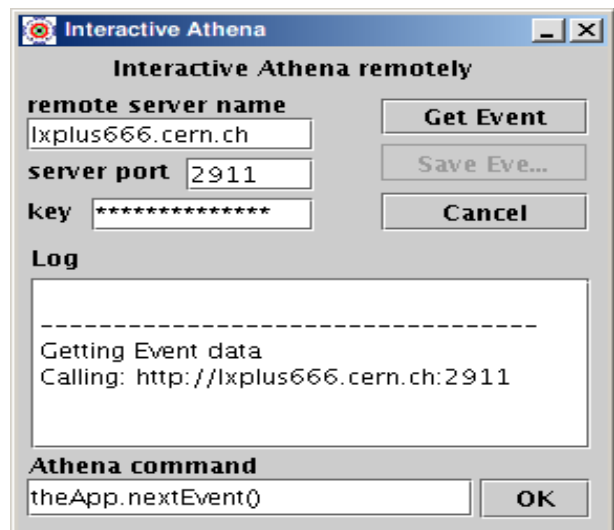 Interactive Athena
Interactive Athena remotely
remote server name
lxplus666.cern.ch
Get Event
server port 2911
Save Eve...
key **************
Cancel
Log
-----------------------------------
Getting Event data
Calling: http://lxplus666.cern.ch:2911
Athena command
theApp.nextEvent()
OK